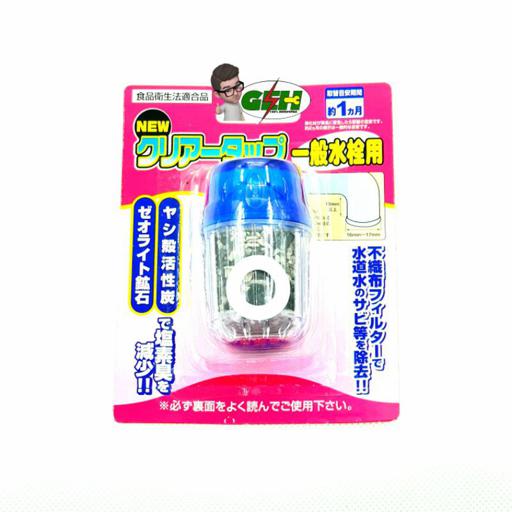 食品衛生法適合品
GEH
取替目安期間
約1ヵ月
NEW
クリアータップ 一般水栓用
16mm~17mm
ヤシ殻活性炭
ゼオライト鉱石
で塩素臭を
減少!!
不織布フィルターで
水道水のサビ等を除去!!
※必ず裏面をよく読んでご使用下さい。